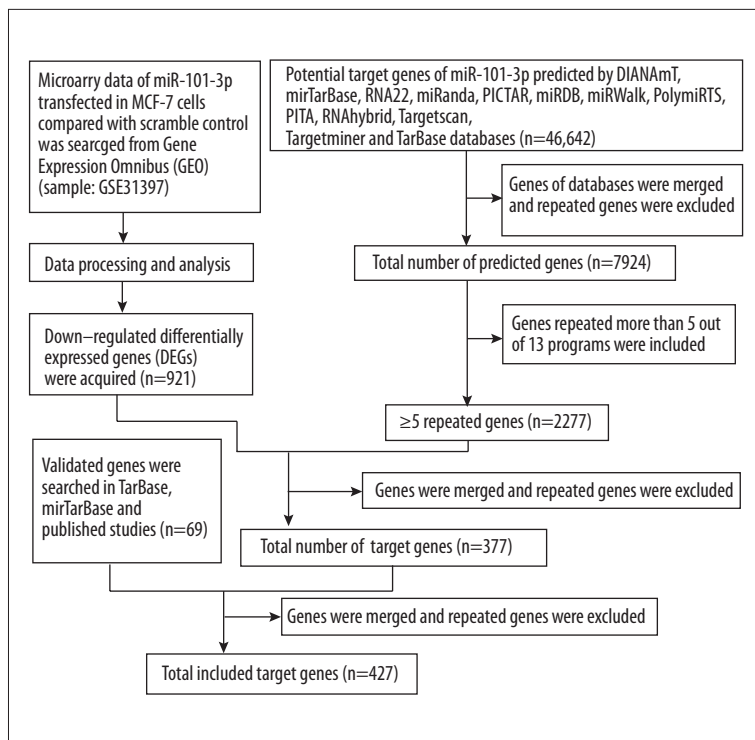 Microarry data of miR-101-3p
transfected in MCF-7 cells
compared with scramble control
was searcged from Gene
Expression Omnibus (GEO)
(sample: GSE31397)
Potential target genes of miR-101-3p predicted by DIANAmT,
mirTarBase, RNA22, miRanda, PICTAR, miRDB, miRWalk, PolymiRTS,
PITA, RNAhybrid, Targetscan,
Targetminer and TarBase databases (n=46,642)
Genes of databases were merged
and repeated genes were excluded
Data processing and analysis
Total number of predicted genes (n=7924)
Down–regulated differentially
expressed genes (DEGs)
were acquired (n=921)
Genes repeated more than 5 out
of 13 programs were included
≥5 repeated genes (n=2277)
Validated genes were
searched in TarBase,
mirTarBase and
published studies (n=69)
Genes were merged and repeated genes were excluded
Total number of target genes (n=377)
Genes were merged and repeated genes were excluded
Total included target genes (n=427)